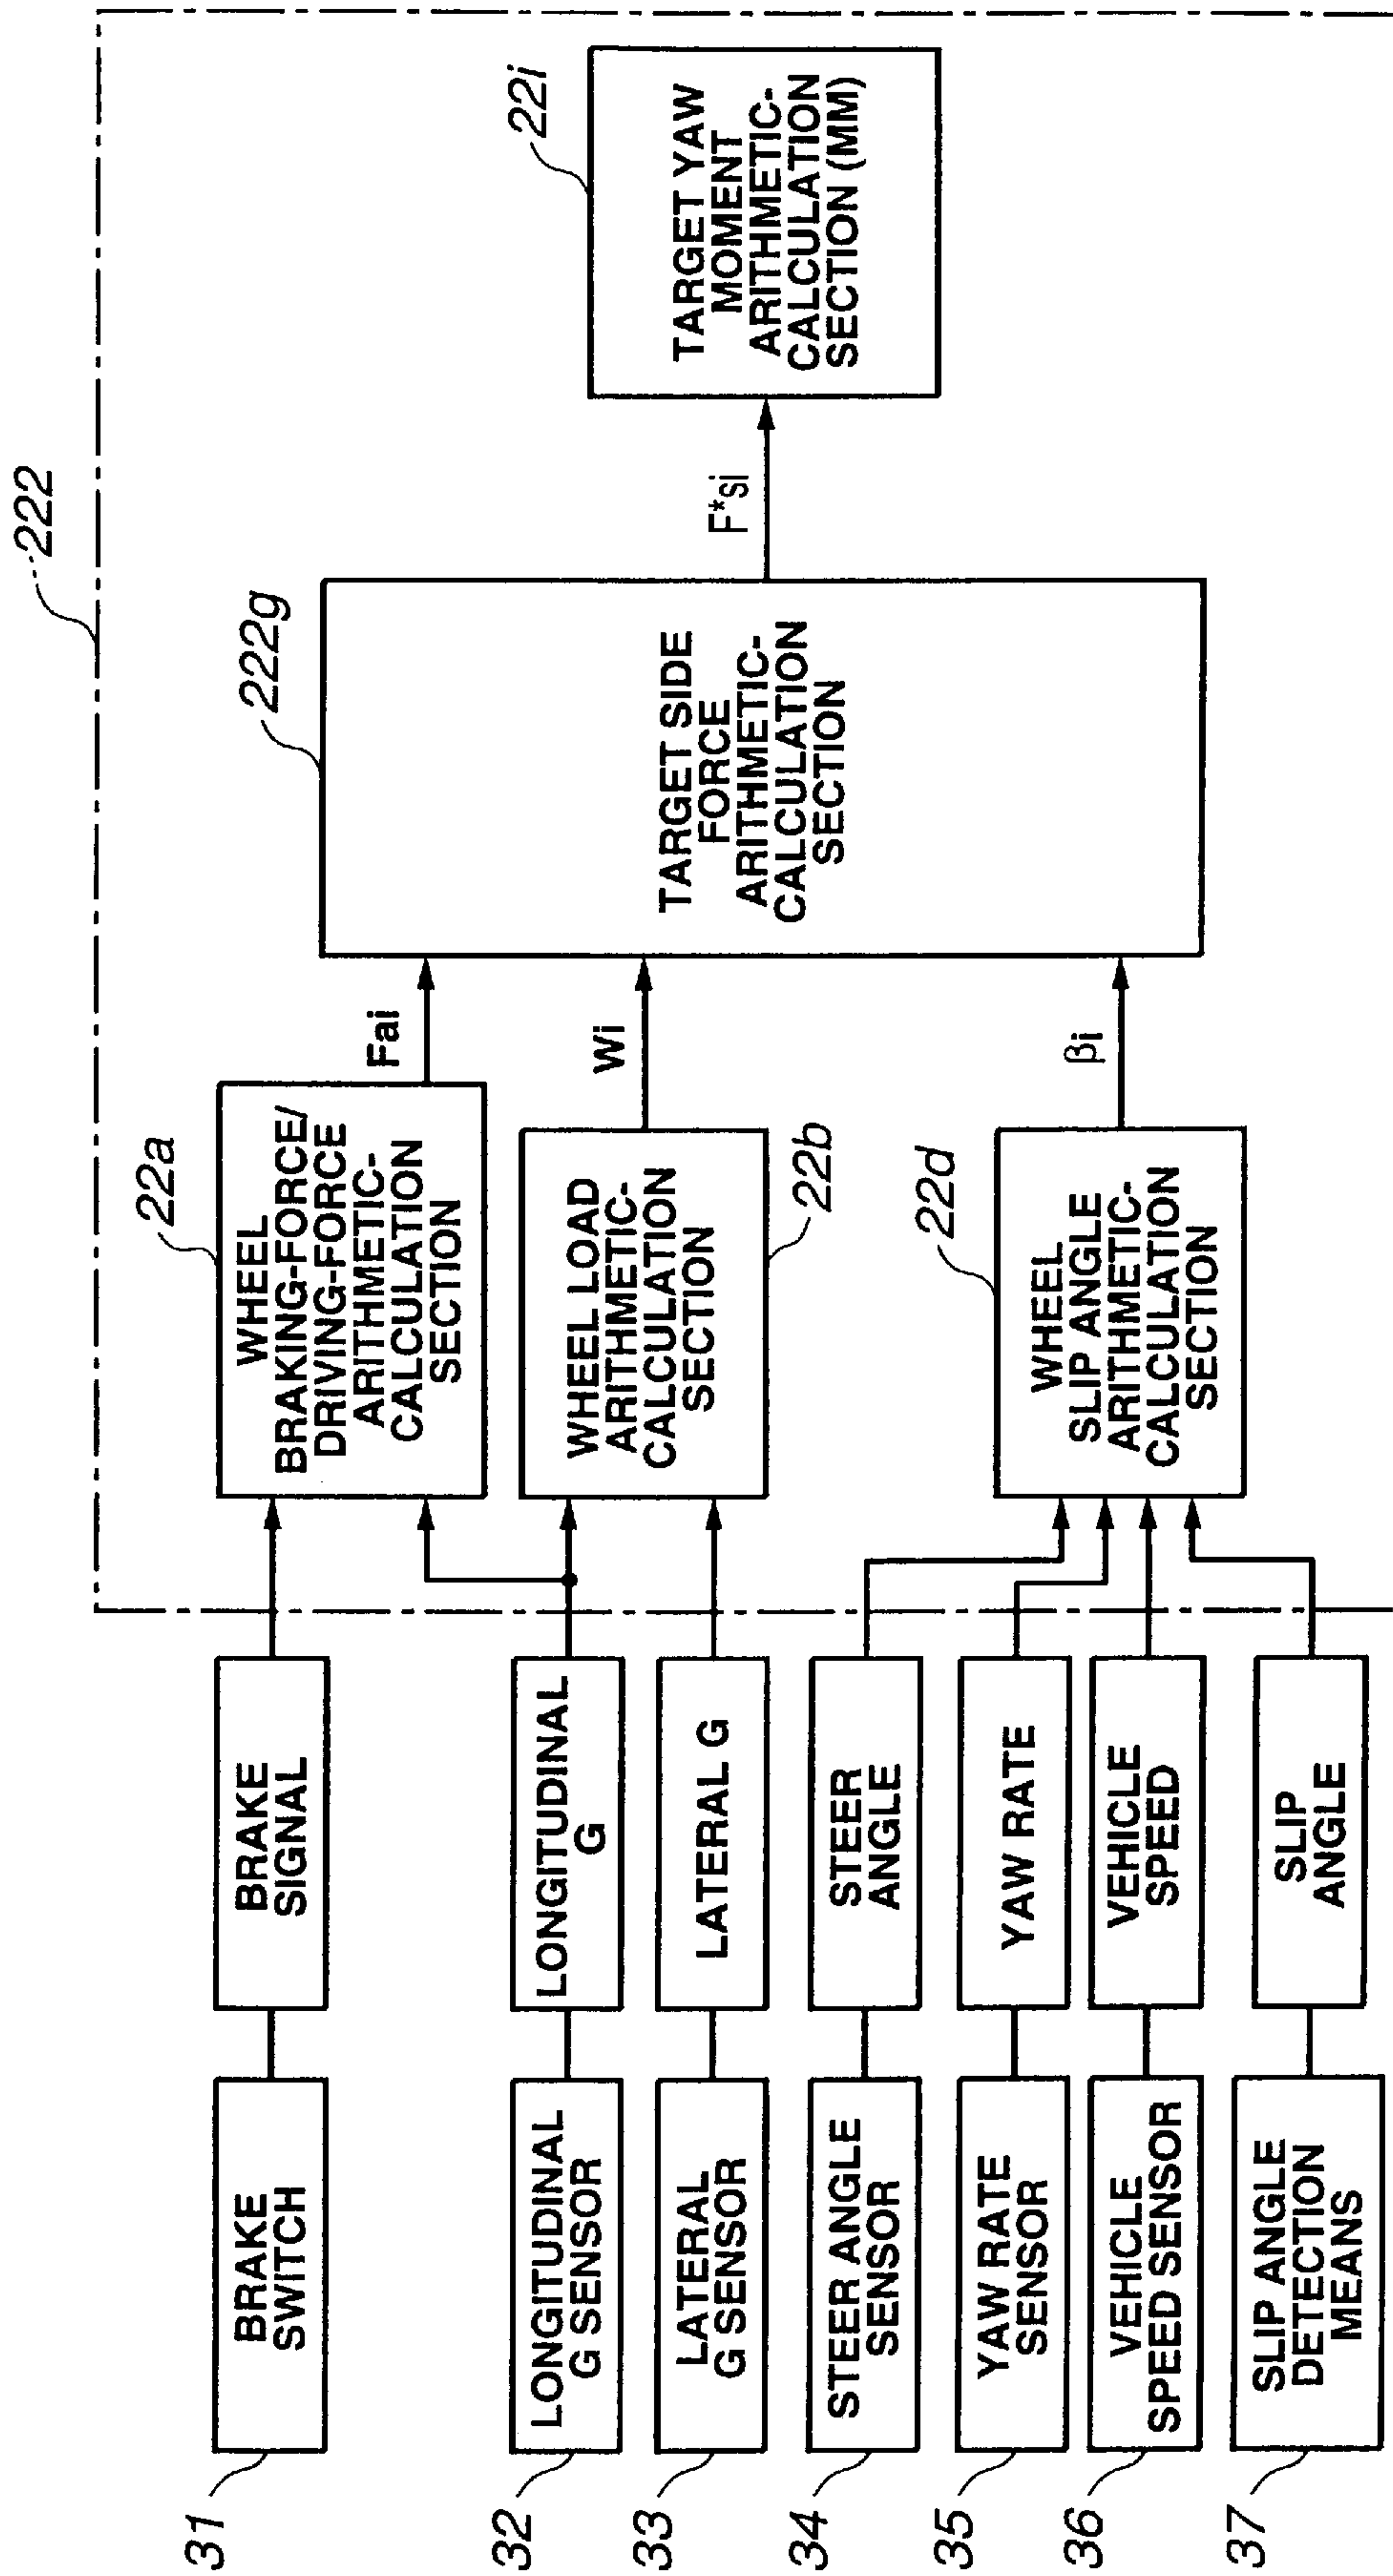 222
31
BRAKE
SWITCH
BRAKE
SIGNAL
22a
WHEEL
BRAKING-FORCE/
DRIVING-FORCE
ARITHMETIC-
CALCULATION
SECTION
Fai
32
LONGITUDINAL
G SENSOR
LONGITUDINAL
G
33
LATERAL
G SENSOR
LATERAL G
WHEEL LOAD
ARITHMETIC-
CALCULATION
SECTION
22b
Wi
34
STEER ANGLE
SENSOR
STEER
ANGLE
35
YAW RATE
SENSOR
YAW RATE
36
VEHICLE
SPEED SENSOR
VEHICLE
SPEED
37
SLIP ANGLE
DETECTION
MEANS
SLIP
ANGLE
22d
WHEEL
SLIP ANGLE
ARITHMETIC-
CALCULATION
SECTION
βi
222g
TARGET SIDE
FORCE
ARITHMETIC-
CALCULATION
SECTION
F*si
22i
TARGET YAW
MOMENT
ARITHMETIC-
CALCULATION
SECTION (MM)